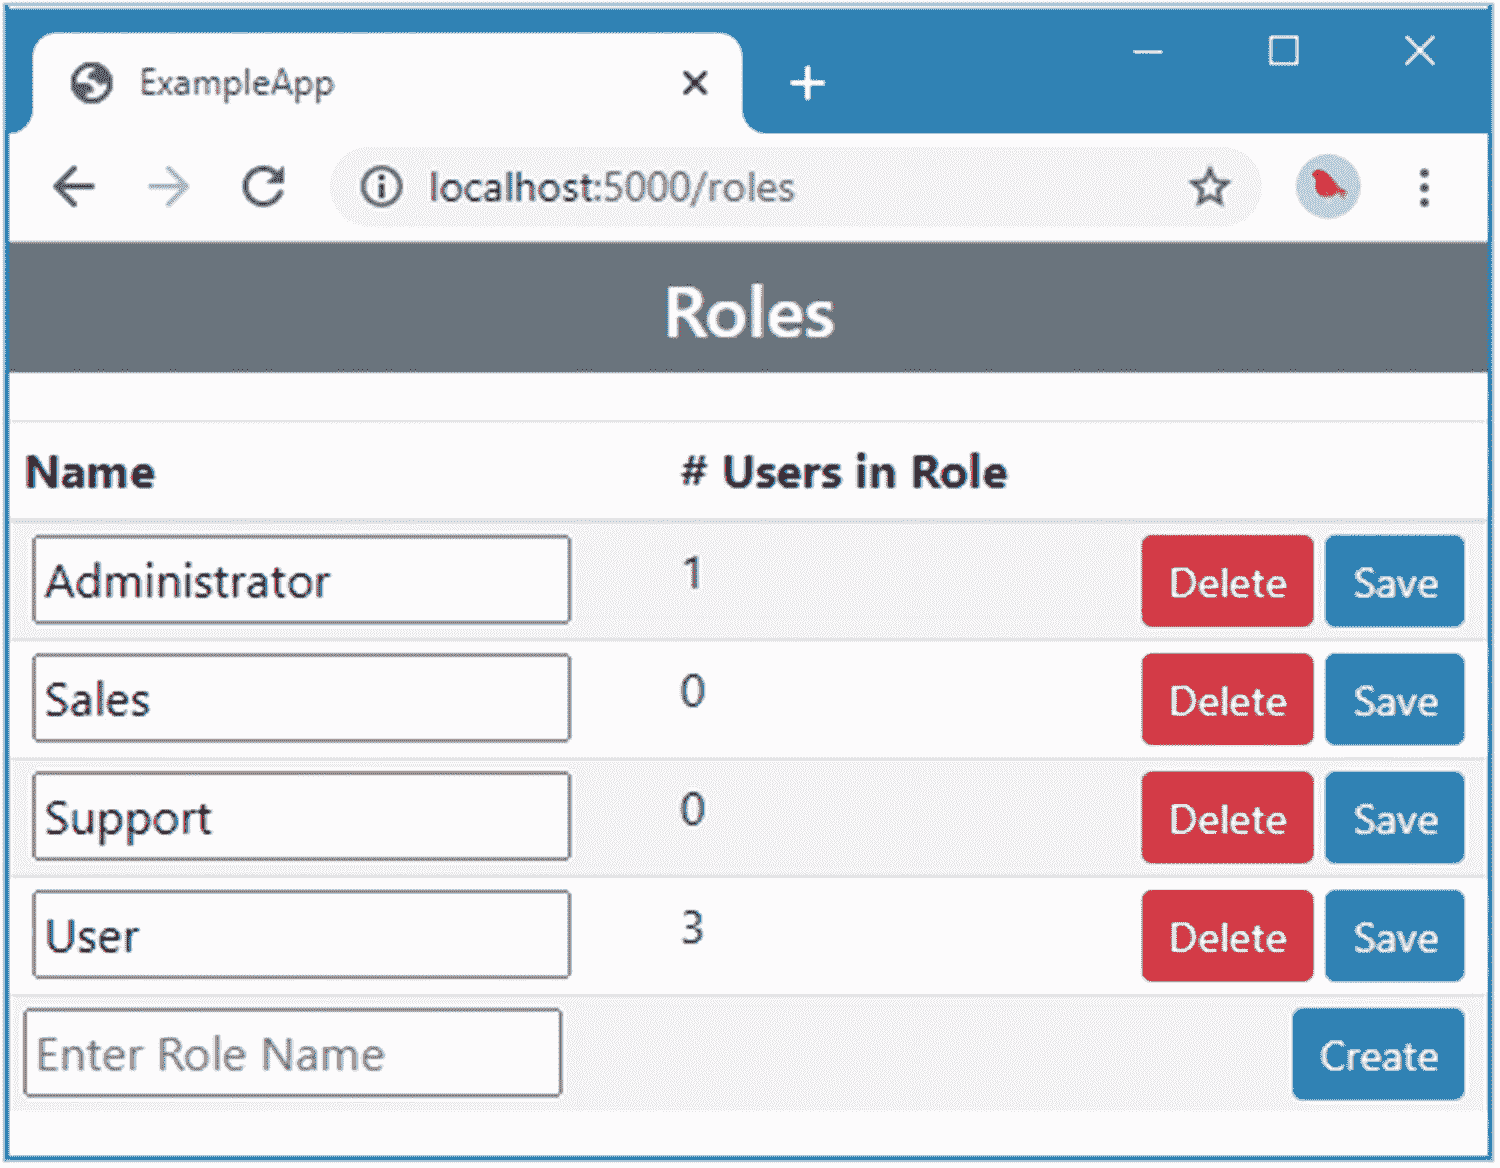 ExampleApp
localhost:5000/roles
Roles
Name # Users in Role
Administrator 1 Delete Save
Sales 0 Delete Save
Support 0 Delete Save
User 3 Delete Save
Enter Role Name Create